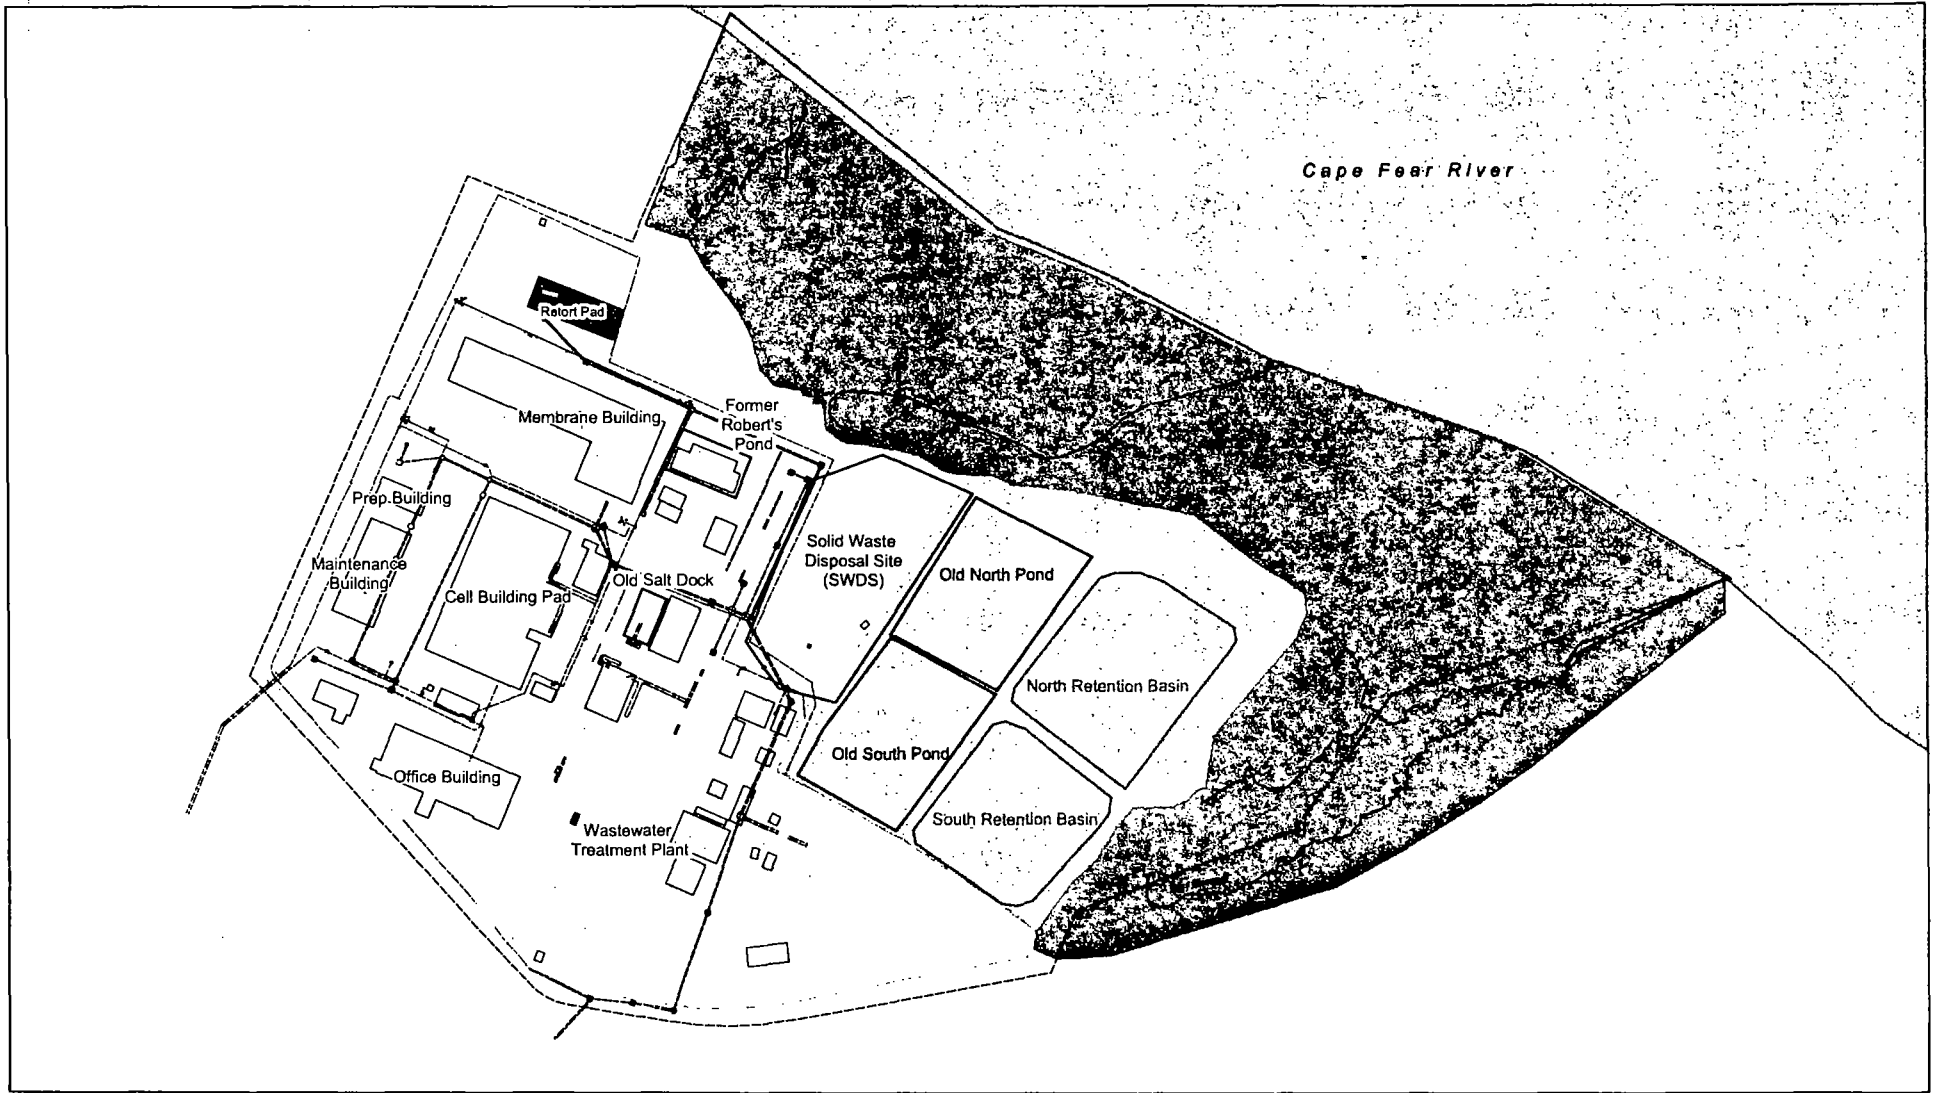 Cape Fear River
Retort Pad
Former
Robert's
Pond
Membrane Building
Prep.Building
Solid Waste
Disposal Site
(SWDS)
Maintenance
Building
Old Salt Dock
Old North Pond
Cell Building Pad
North Retention Basin
Old South Pond
Office Building
South Retention Basin
Wastewater
Treatment Plant